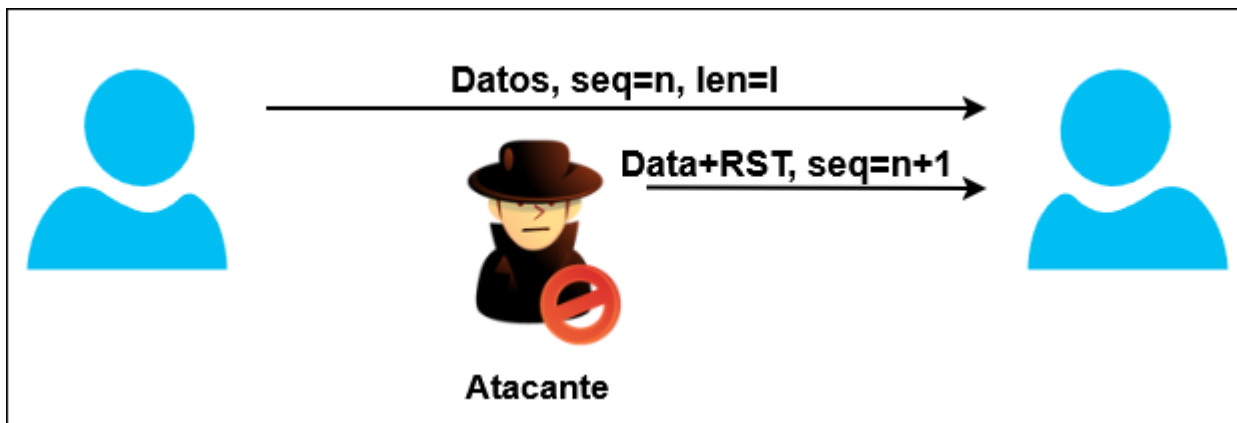 Datos, seq=n, len=l
Data+RST, seq=n+1
Atacante